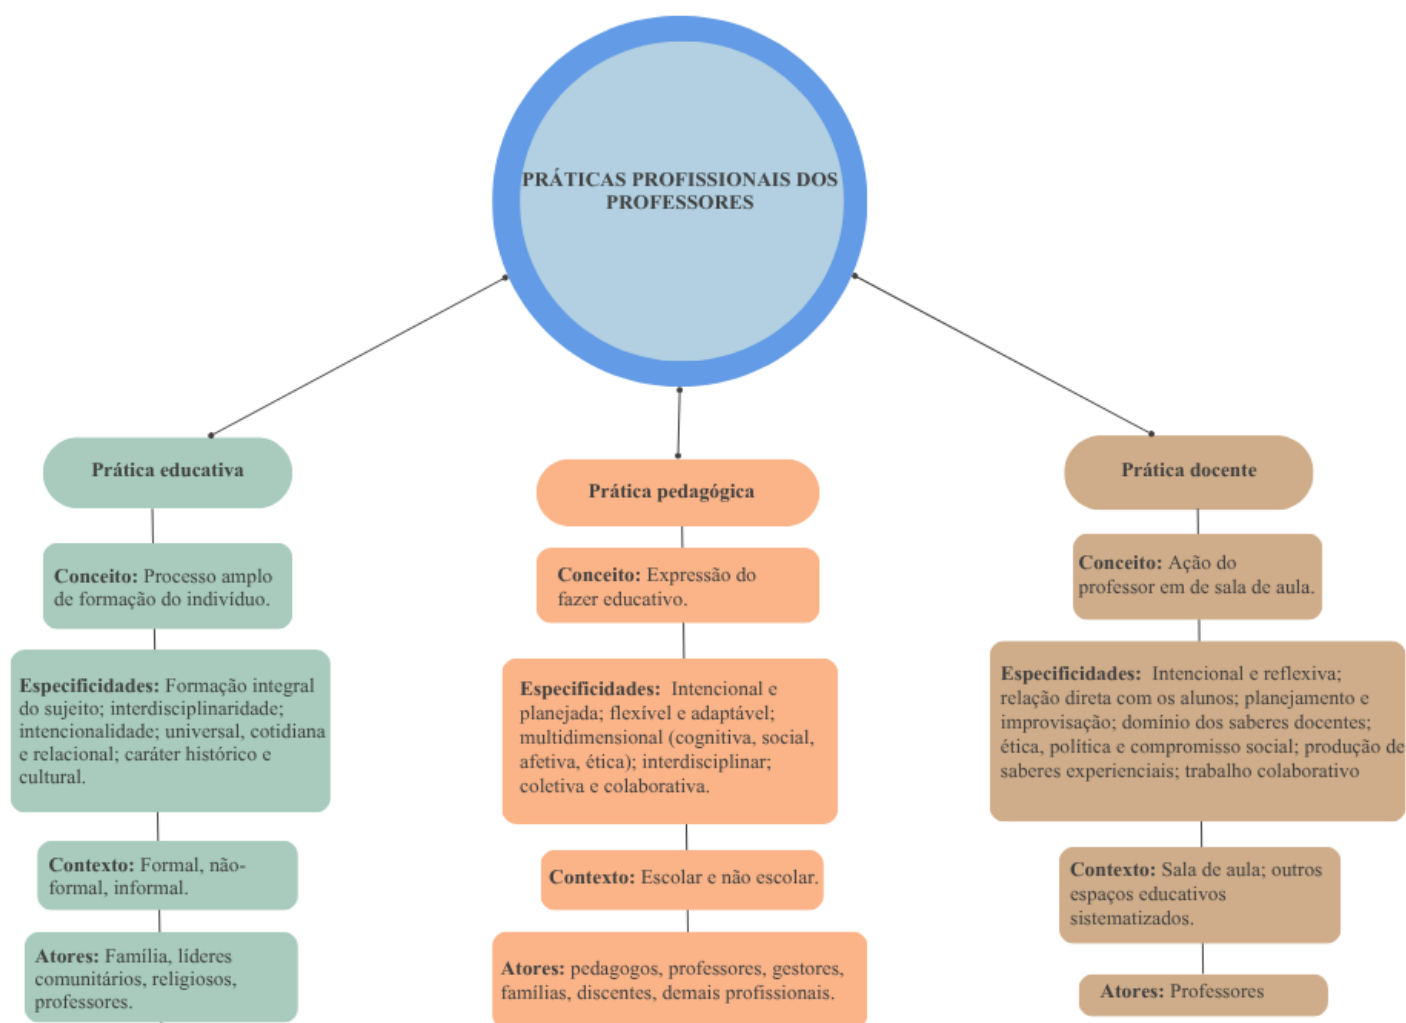 PRÁTICAS PROFISSIONAIS DOS
PROFESSORES
Prática educativa
Conceito: Processo amplo
de formação do indivíduo.
Especificidades: Formação integral
do sujeito; interdisciplinaridade;
intencionalidade; universal, cotidiana
e relacional; caráter histórico e
cultural.
Contexto: Formal, não-
formal, informal.
Atores: Família, líderes
comunitários, religiosos,
professores.
Prática pedagógica
Conceito: Expressão do
fazer educativo.
Especificidades: Intencional e
planejada; flexível e adaptável;
multidimensional (cognitiva, social,
afetiva, ética); interdisciplinar;
coletiva e colaborativa.
Contexto: Escolar e não escolar.
Atores: pedagogos, professores, gestores,
famílias, discentes, demais profissionais.
Prática docente
Conceito: Ação do
professor em de sala de aula.
Especificidades: Intencional e reflexiva;
relação direta com os alunos; planejamento e
improvisação; domínio dos saberes docentes;
ética, política e compromisso social; produção de
saberes experienciais; trabalho colaborativo
Contexto: Sala de aula; outros
espaços educativos
sistematizados.
Atores: Professores